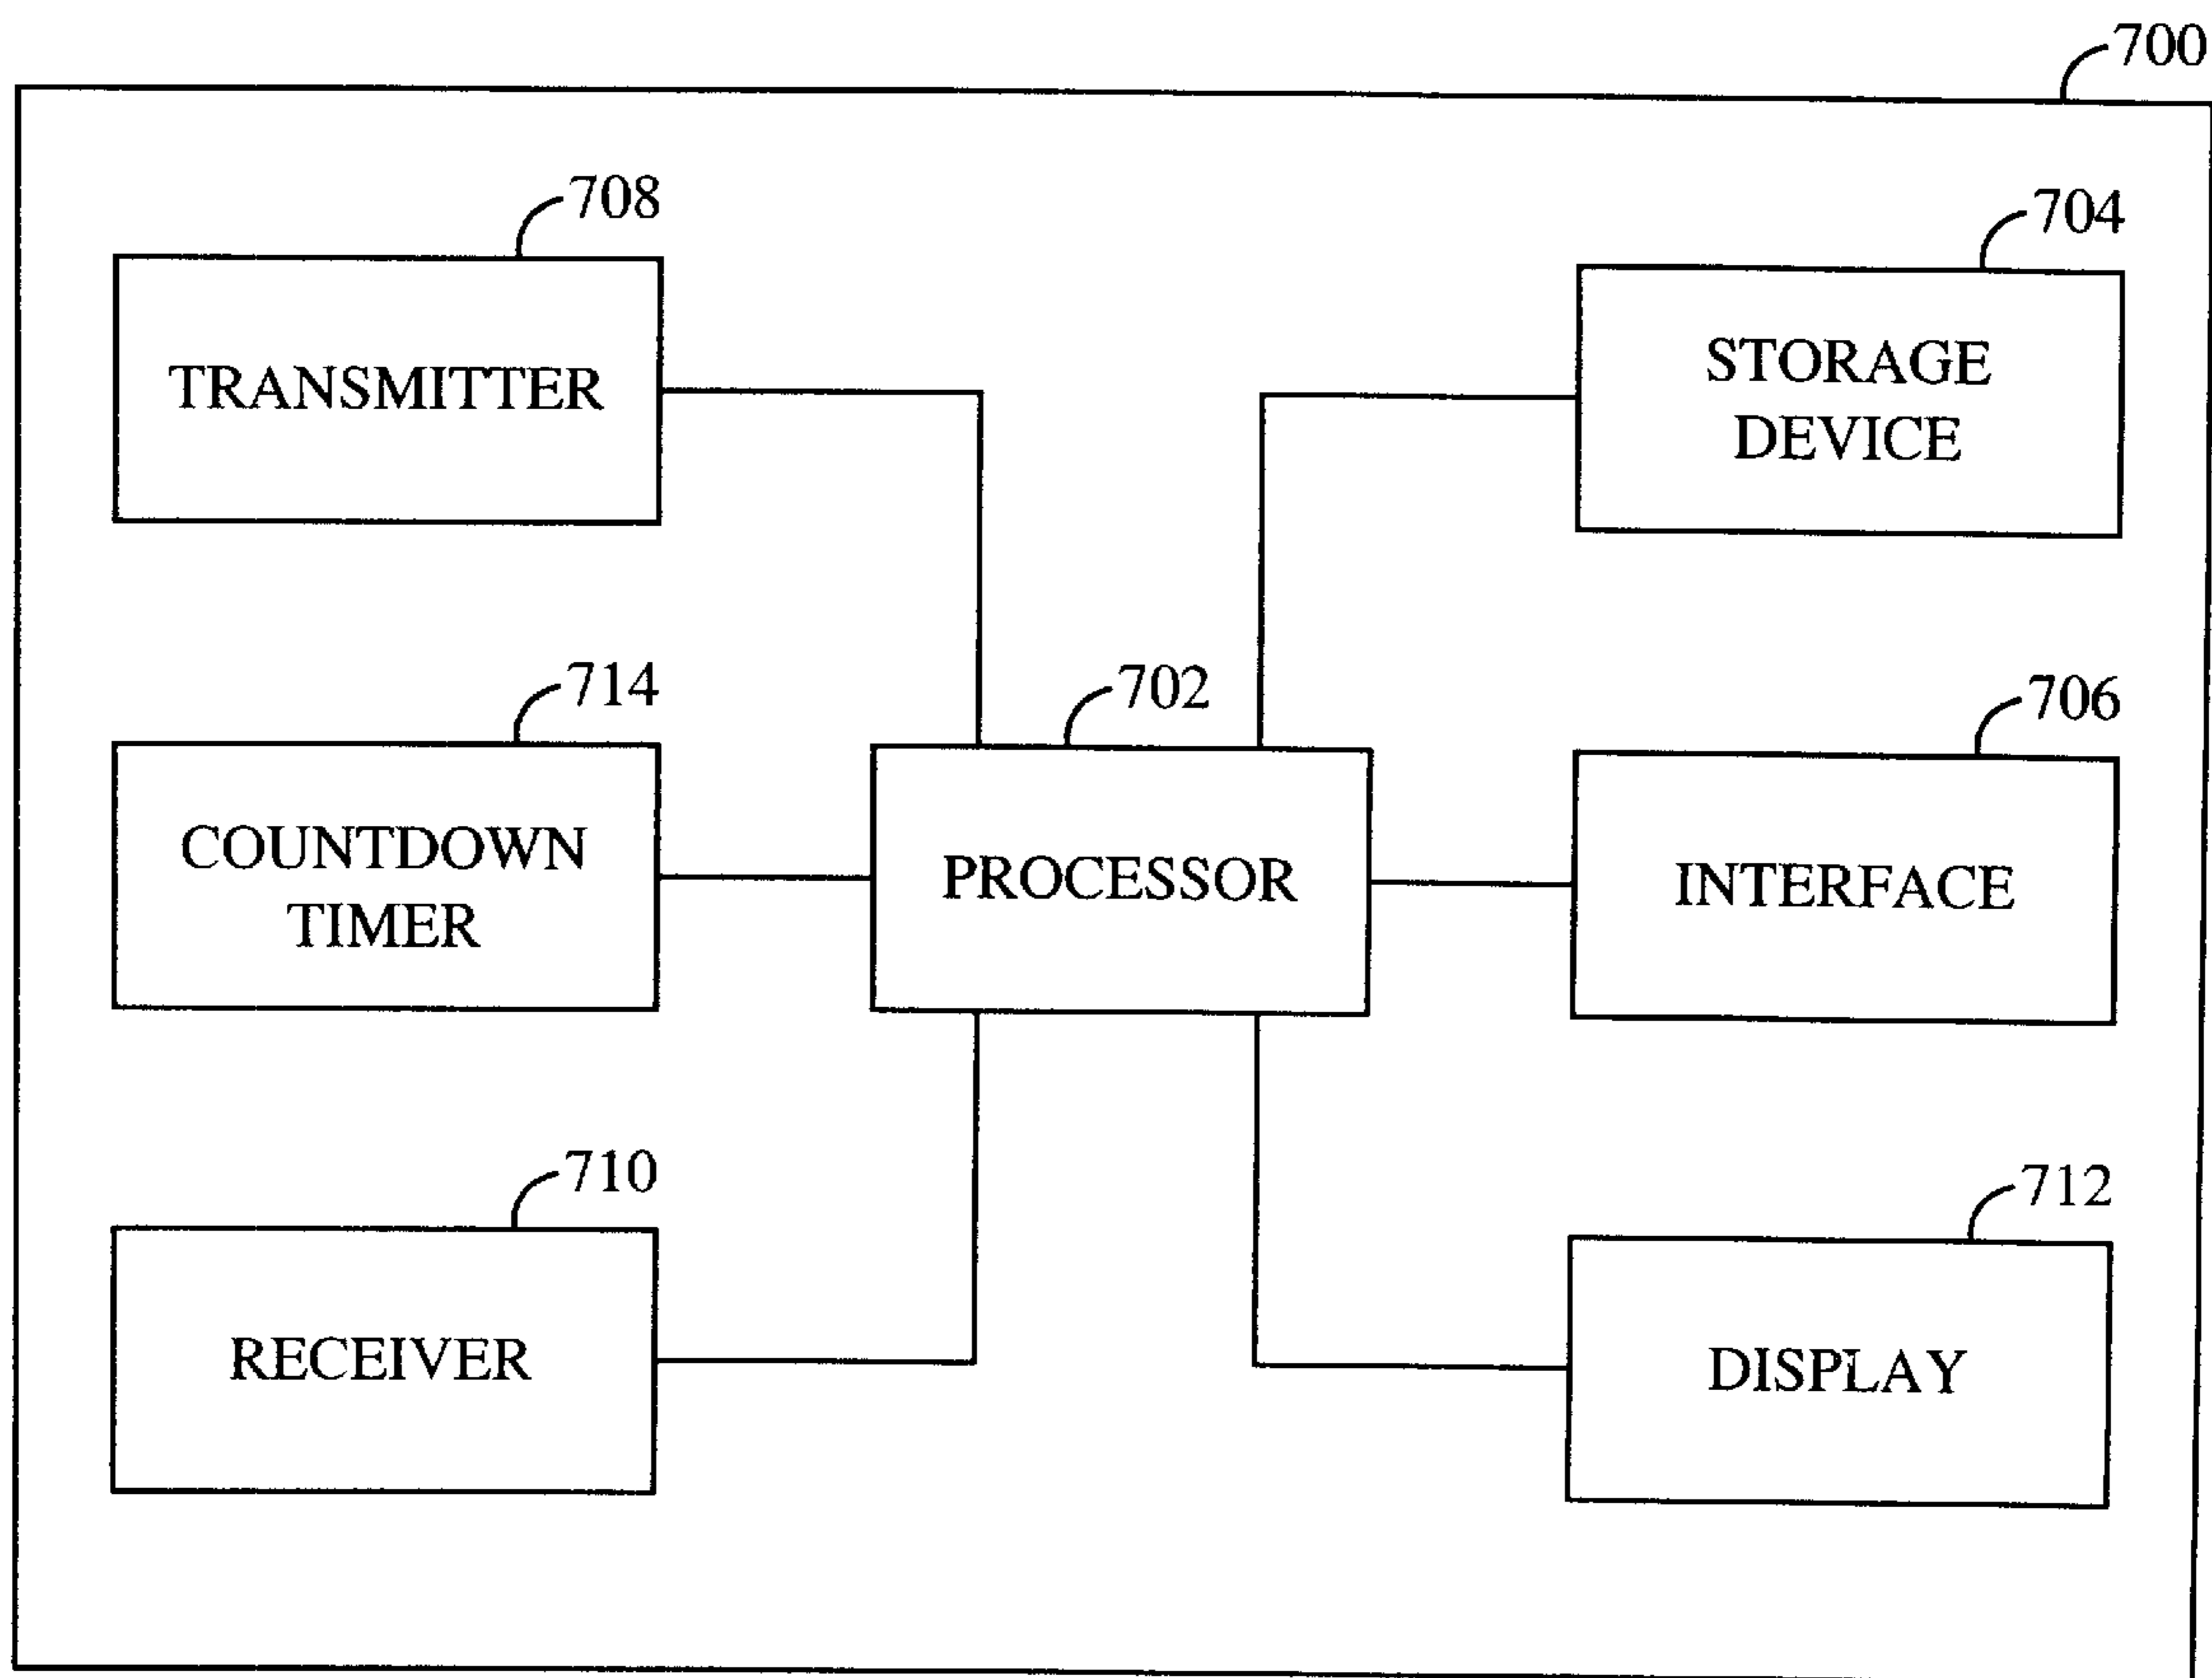 700
708
TRANSMITTER
704
STORAGE
DEVICE
714
COUNTDOWN
TIMER
702
PROCESSOR
706
INTERFACE
710
RECEIVER
712
DISPLAY